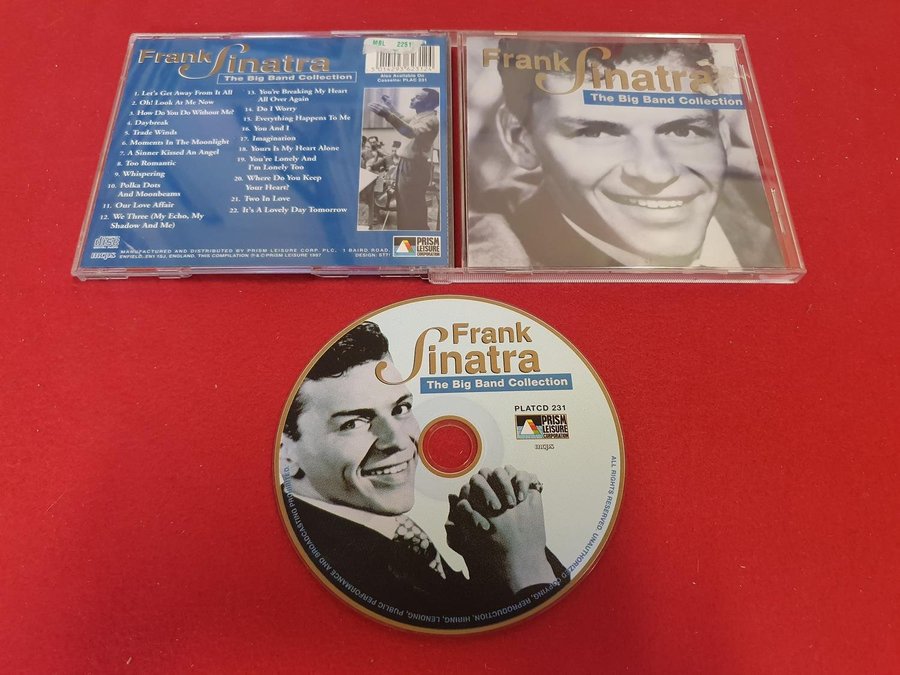 Frank
Sinatra
The Big Band Collection
MBL 2251
5 014293 623124
Also Available On
Cassette: PLAC 231
1. Let's Get Away From It All
2. Oh! Look At Me Now
3. How Do You Do Without Me?
4. Daybreak
5. Trade Winds
6. Moments In The Moonlight
7. A Sinner Kissed An Angel
8. Too Romantic
9. Whispering
10. Polka Dots
And Moonbeams
11. Our Love Affair
12. We Three (My Echo, My
Shadow And Me)
13. You're Breaking My Heart
All Over Again
14. Do I Worry
15. Everything Happens To Me
16. You And I
17. Imagination
18. Yours Is My Heart Alone
19. You're Lonely And
I'm Lonely Too
20. Where Do You Keep
Your Heart?
21. Two In Love
22. It's A Lovely Day Tomorrow
mcps
MANUFACTURED AND DISTRIBUTED BY PRISM LEISURE CORP. PLC, 1 BAIRD ROAD,
ENFIELD, EN1 1SJ, ENGLAND. THIS COMPILATION ℗ & © PRISM LEISURE 1997
DESIGN: ST7
PRISM
LEISURE
CORPORATION
Frank
Sinatra
The Big Band Collection
Frank
Sinatra
The Big Band Collection
PLATCD 231
PRISM
LEISURE
CORPORATION
mcps
ALL RIGHTS RESERVED. UNAUTHORIZED COPYING, REPRODUCTION, HIRING, LENDING, PUBLIC PERFORMANCE AND BROADCASTING PROHIBITED